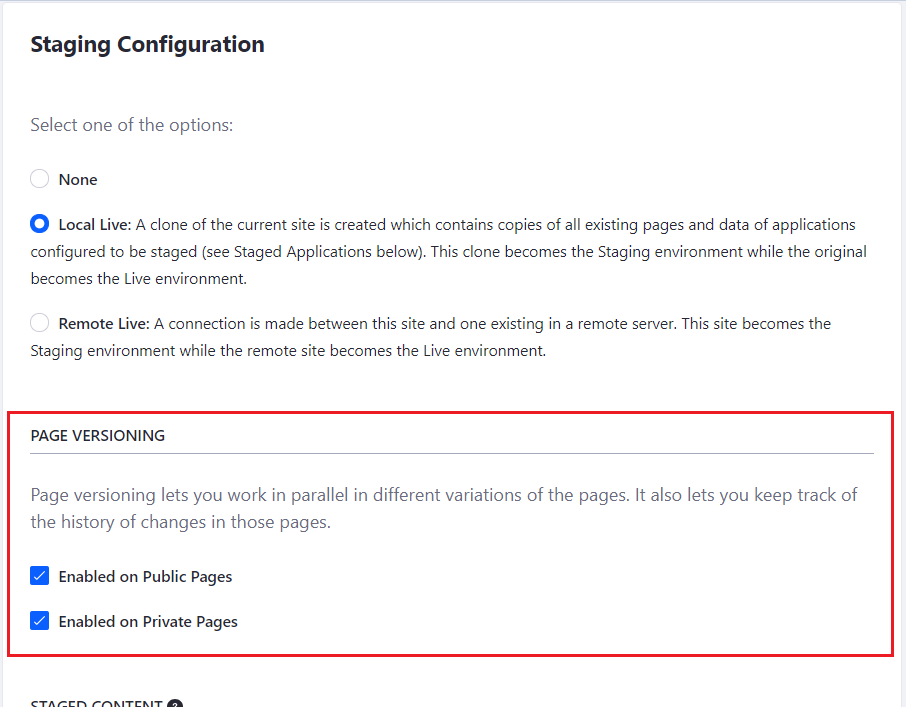 Staging Configuration
Select one of the options:
None
Local Live: A clone of the current site is created which contains copies of all existing pages and data of applications
configured to be staged (see Staged Applications below). This clone becomes the Staging environment while the original
becomes the Live environment.
Remote Live: A connection is made between this site and one existing in a remote server. This site becomes the
Staging environment while the remote site becomes the Live environment.
PAGE VERSIONING
Page versioning lets you work in parallel in different variations of the pages. It also lets you keep track of
the history of changes in those pages.
Enabled on Public Pages
Enabled on Private Pages
STAGED CONTENT ?